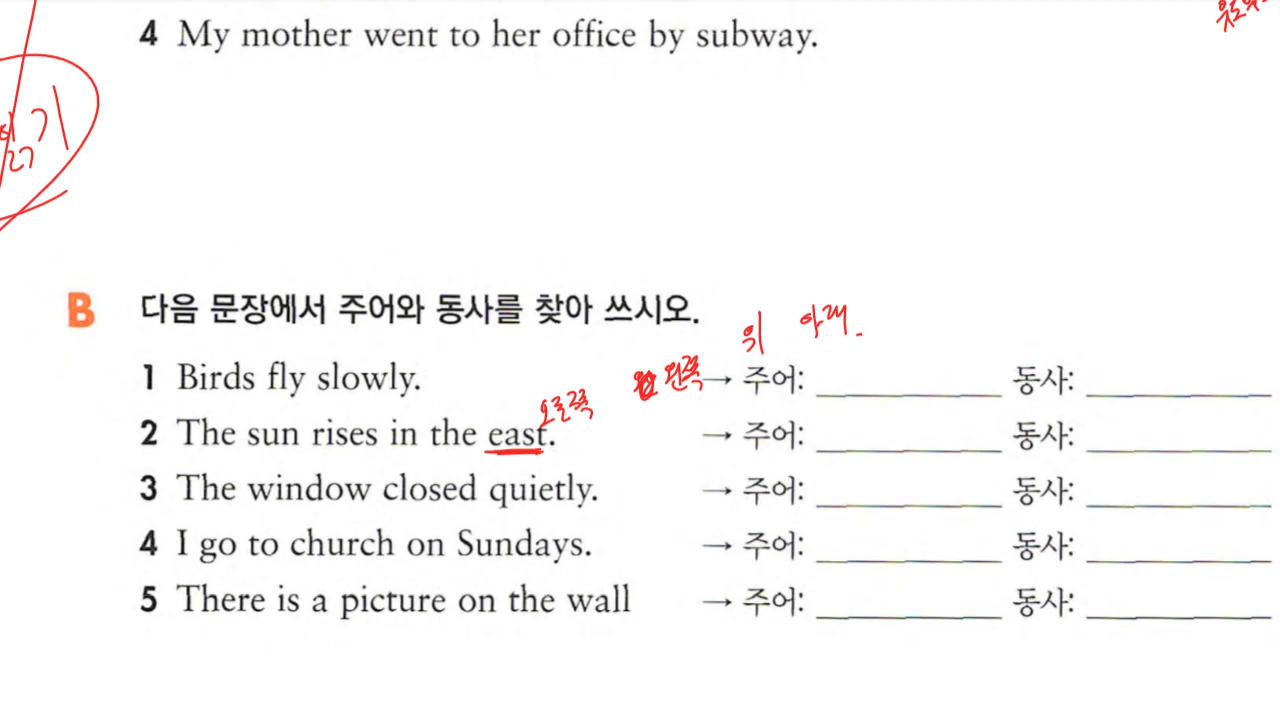 4 My mother went to her office by subway.
B 다음 문장에서 주어와 동사를 찾아 쓰시오.
위 아래.
1 Birds fly slowly. 왼쪽 → 주어: 동사:
오른쪽
2 The sun rises in the east. → 주어: 동사:
3 The window closed quietly. → 주어: 동사:
4 I go to church on Sundays. → 주어: 동사:
5 There is a picture on the wall → 주어: 동사: